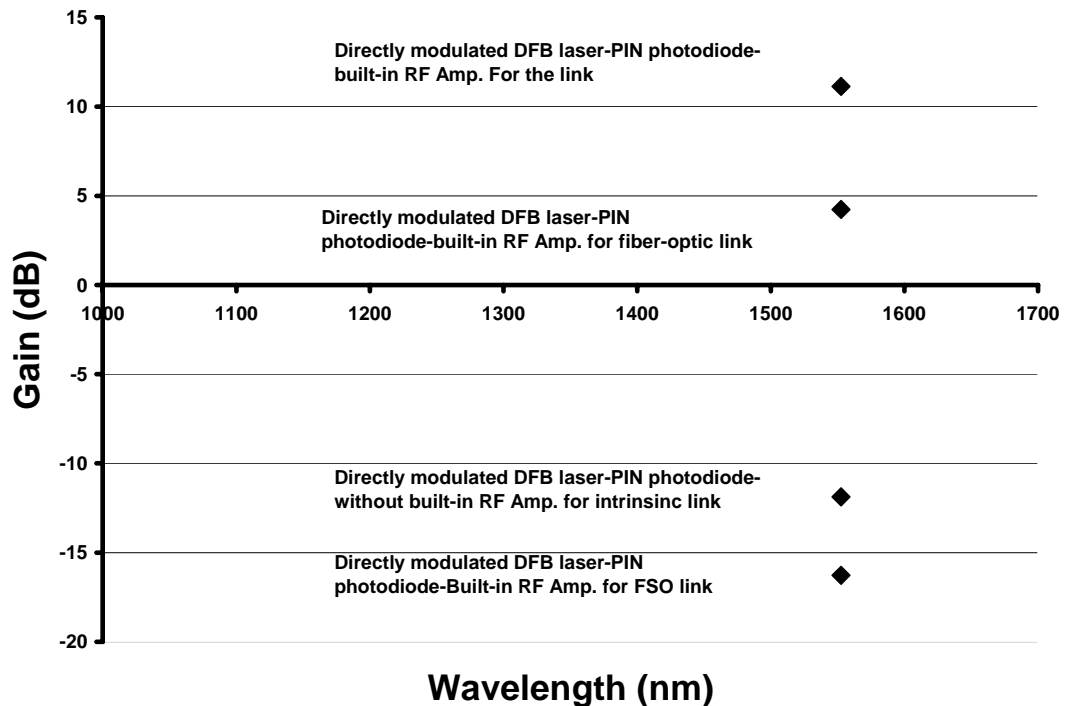 15
Directly modulated DFB laser-PIN photodiode-
built-in RF Amp. For the link
10
5
Directly modulated DFB laser-PIN
photodiode-built-in RF Amp. for fiber-optic link
Gain (dB)
0
1000 1100 1200 1300 1400 1500 1600 1700
-5
-10
Directly modulated DFB laser-PIN photodiode-
without built-in RF Amp. for intrinsinc link
-15
Directly modulated DFB laser-PIN
photodiode-Built-in RF Amp. for FSO link
-20
Wavelength (nm)